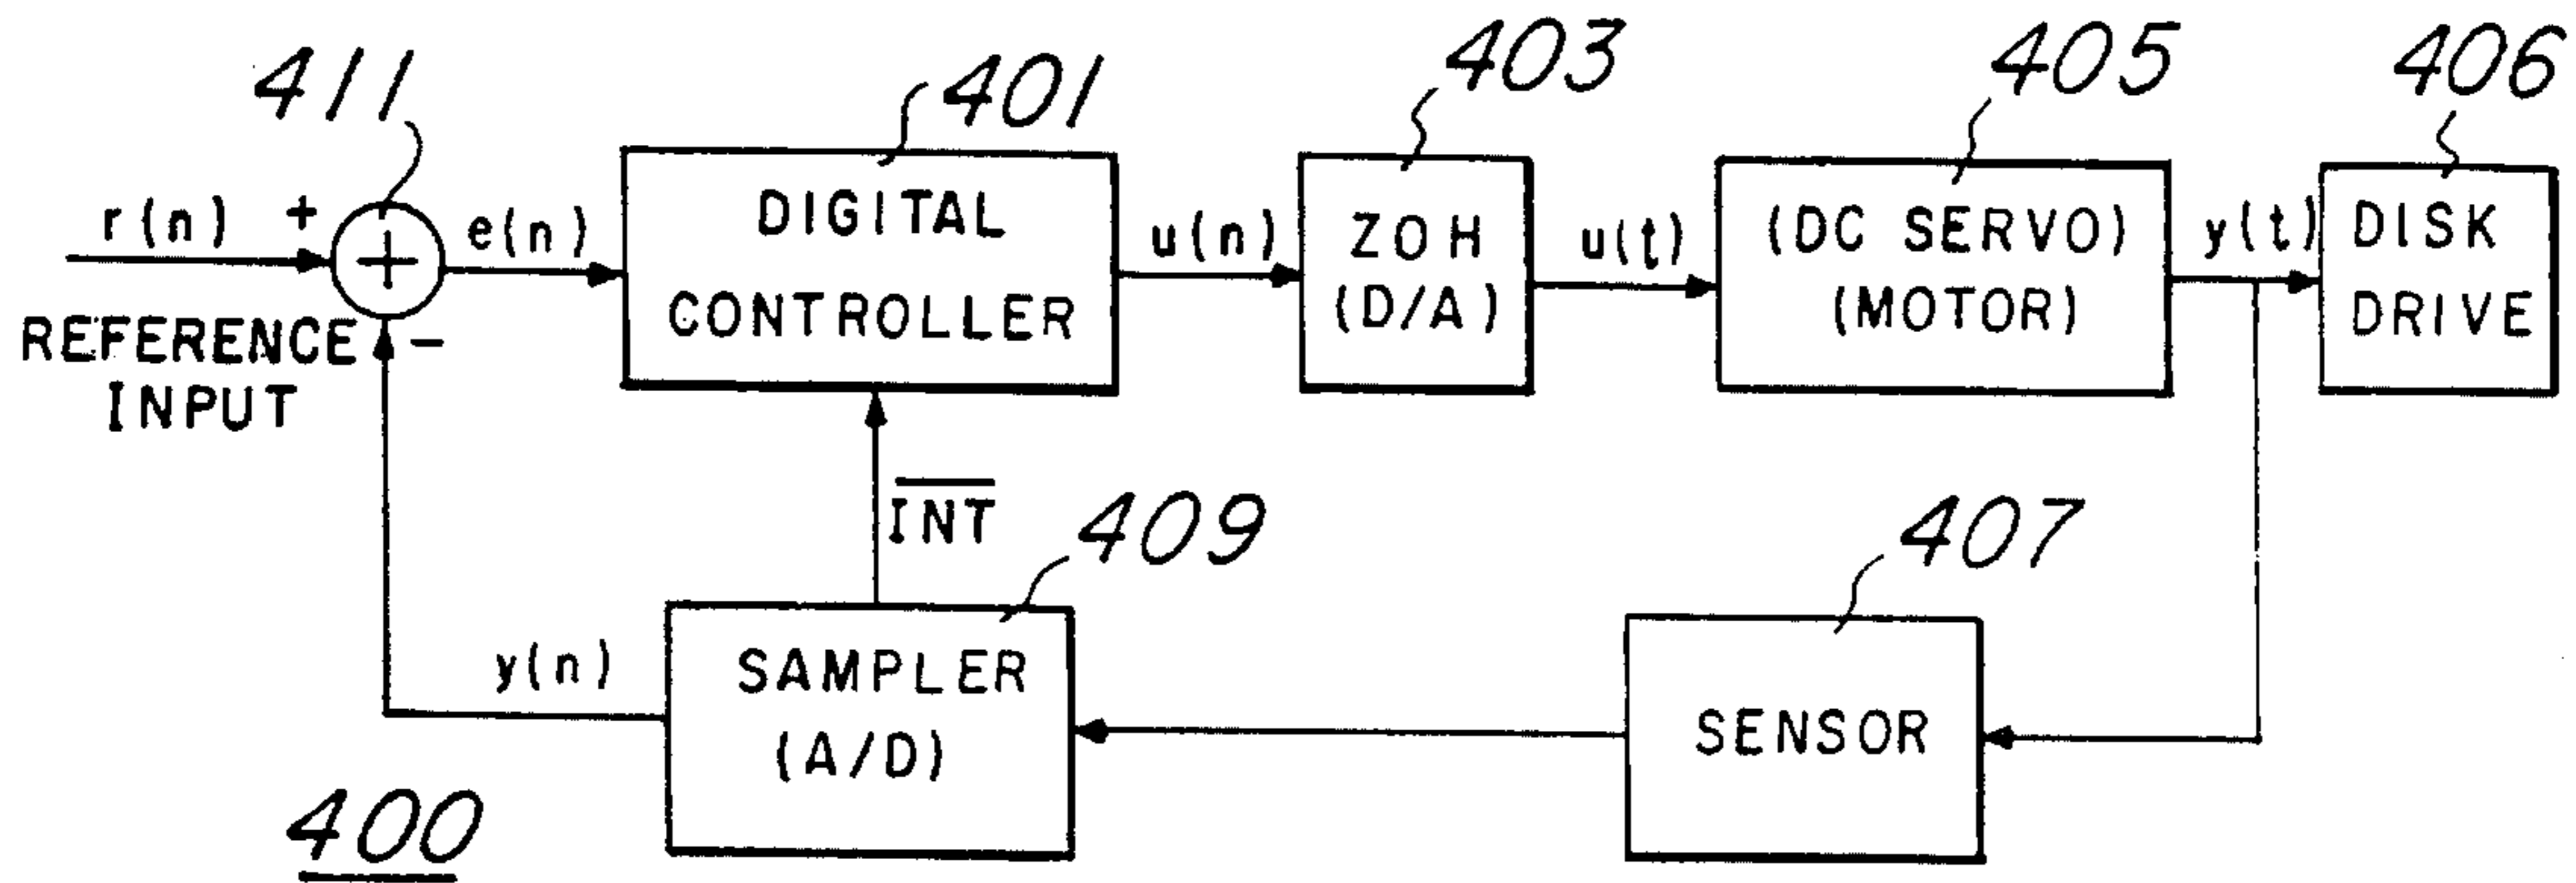 411
401
403
405
406
r(n)
+
+
e(n)
DIGITAL
CONTROLLER
u(n)
ZOH
(D/A)
u(t)
(DC SERVO)
(MOTOR)
y(t)
DISK
DRIVE
REFERENCE
INPUT
-
INT
409
407
y(n)
SAMPLER
(A/D)
SENSOR
400